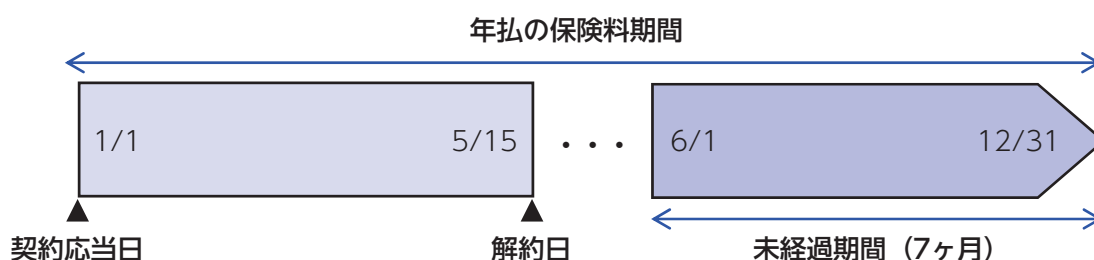 年払の保険料期間
1/1 5/15 ・・・ 6/1 12/31
契約応当日 解約日 未経過期間（7ヶ月）